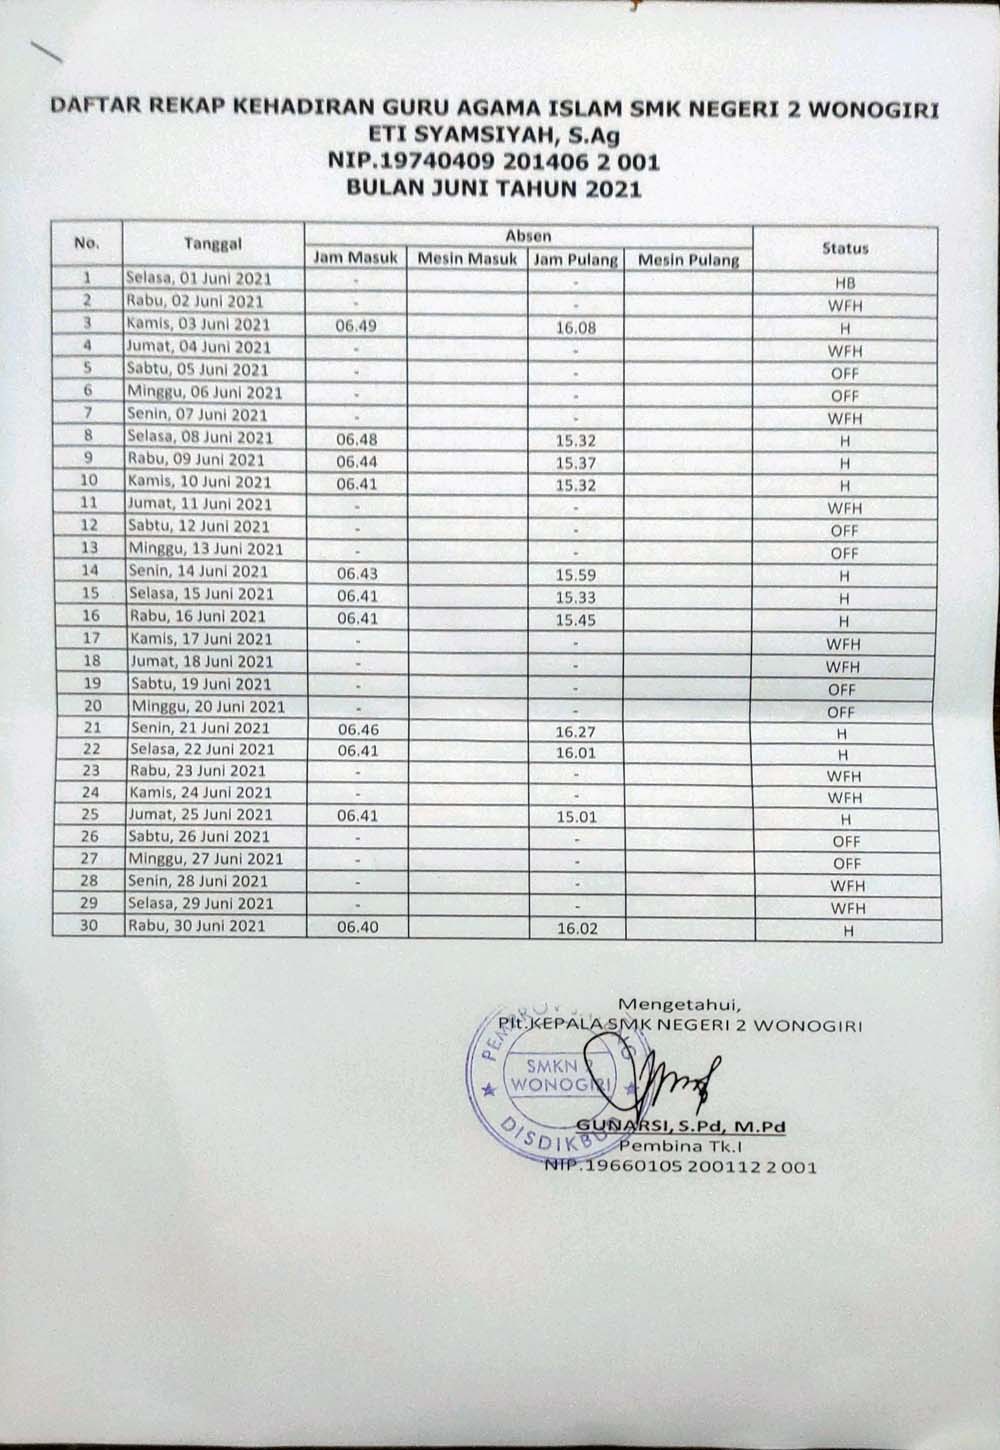 DAFTAR REKAP KEHADIRAN GURU AGAMA ISLAM SMK NEGERI 2 WONOGIRI
ETI SYAMSIYAH, S.Ag
NIP.19740409 201406 2 001
BULAN JUNI TAHUN 2021
No. Tanggal Absen Status
Jam Masuk Mesin Masuk Jam Pulang Mesin Pulang
1 Selasa, 01 Juni 2021 - - HB
2 Rabu, 02 Juni 2021 - - WFH
3 Kamis, 03 Juni 2021 06.49 16.08 H
4 Jumat, 04 Juni 2021 - - WFH
5 Sabtu, 05 Juni 2021 - - OFF
6 Minggu, 06 Juni 2021 - - OFF
7 Senin, 07 Juni 2021 - - WFH
8 Selasa, 08 Juni 2021 06.48 15.32 H
9 Rabu, 09 Juni 2021 06.44 15.37 H
10 Kamis, 10 Juni 2021 06.41 15.32 H
11 Jumat, 11 Juni 2021 - - WFH
12 Sabtu, 12 Juni 2021 - - OFF
13 Minggu, 13 Juni 2021 - - OFF
14 Senin, 14 Juni 2021 06.43 15.59 H
15 Selasa, 15 Juni 2021 06.41 15.33 H
16 Rabu, 16 Juni 2021 06.41 15.45 H
17 Kamis, 17 Juni 2021 - - WFH
18 Jumat, 18 Juni 2021 - - WFH
19 Sabtu, 19 Juni 2021 - - OFF
20 Minggu, 20 Juni 2021 - - OFF
21 Senin, 21 Juni 2021 06.46 16.27 H
22 Selasa, 22 Juni 2021 06.41 16.01 H
23 Rabu, 23 Juni 2021 - - WFH
24 Kamis, 24 Juni 2021 - - WFH
25 Jumat, 25 Juni 2021 06.41 15.01 H
26 Sabtu, 26 Juni 2021 - - OFF
27 Minggu, 27 Juni 2021 - - OFF
28 Senin, 28 Juni 2021 - - WFH
29 Selasa, 29 Juni 2021 - - WFH
30 Rabu, 30 Juni 2021 06.40 16.02 H
Mengetahui,
Plt.KEPALA SMK NEGERI 2 WONOGIRI
SMKN 2
WONOGIRI
DISDIKBUD
GUNARSI, S.Pd, M.Pd
Pembina Tk.I
NIP.19660105 200112 2 001